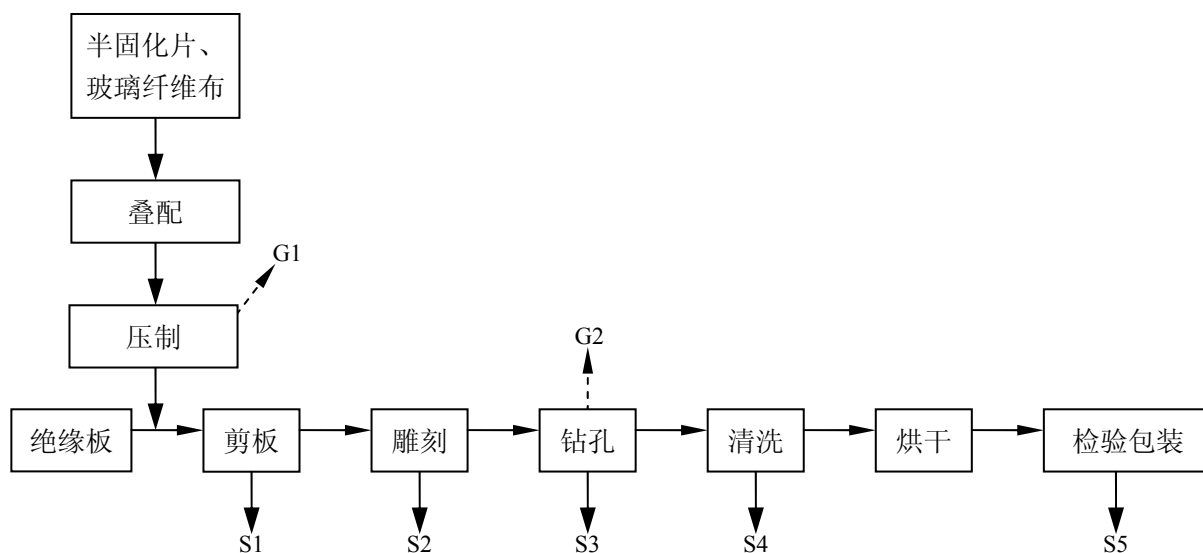 半固化片、
玻璃纤维布
叠配
G1
压制
G2
绝缘板
剪板
雕刻
钻孔
清洗
烘干
检验包装
S1
S2
S3
S4
S5